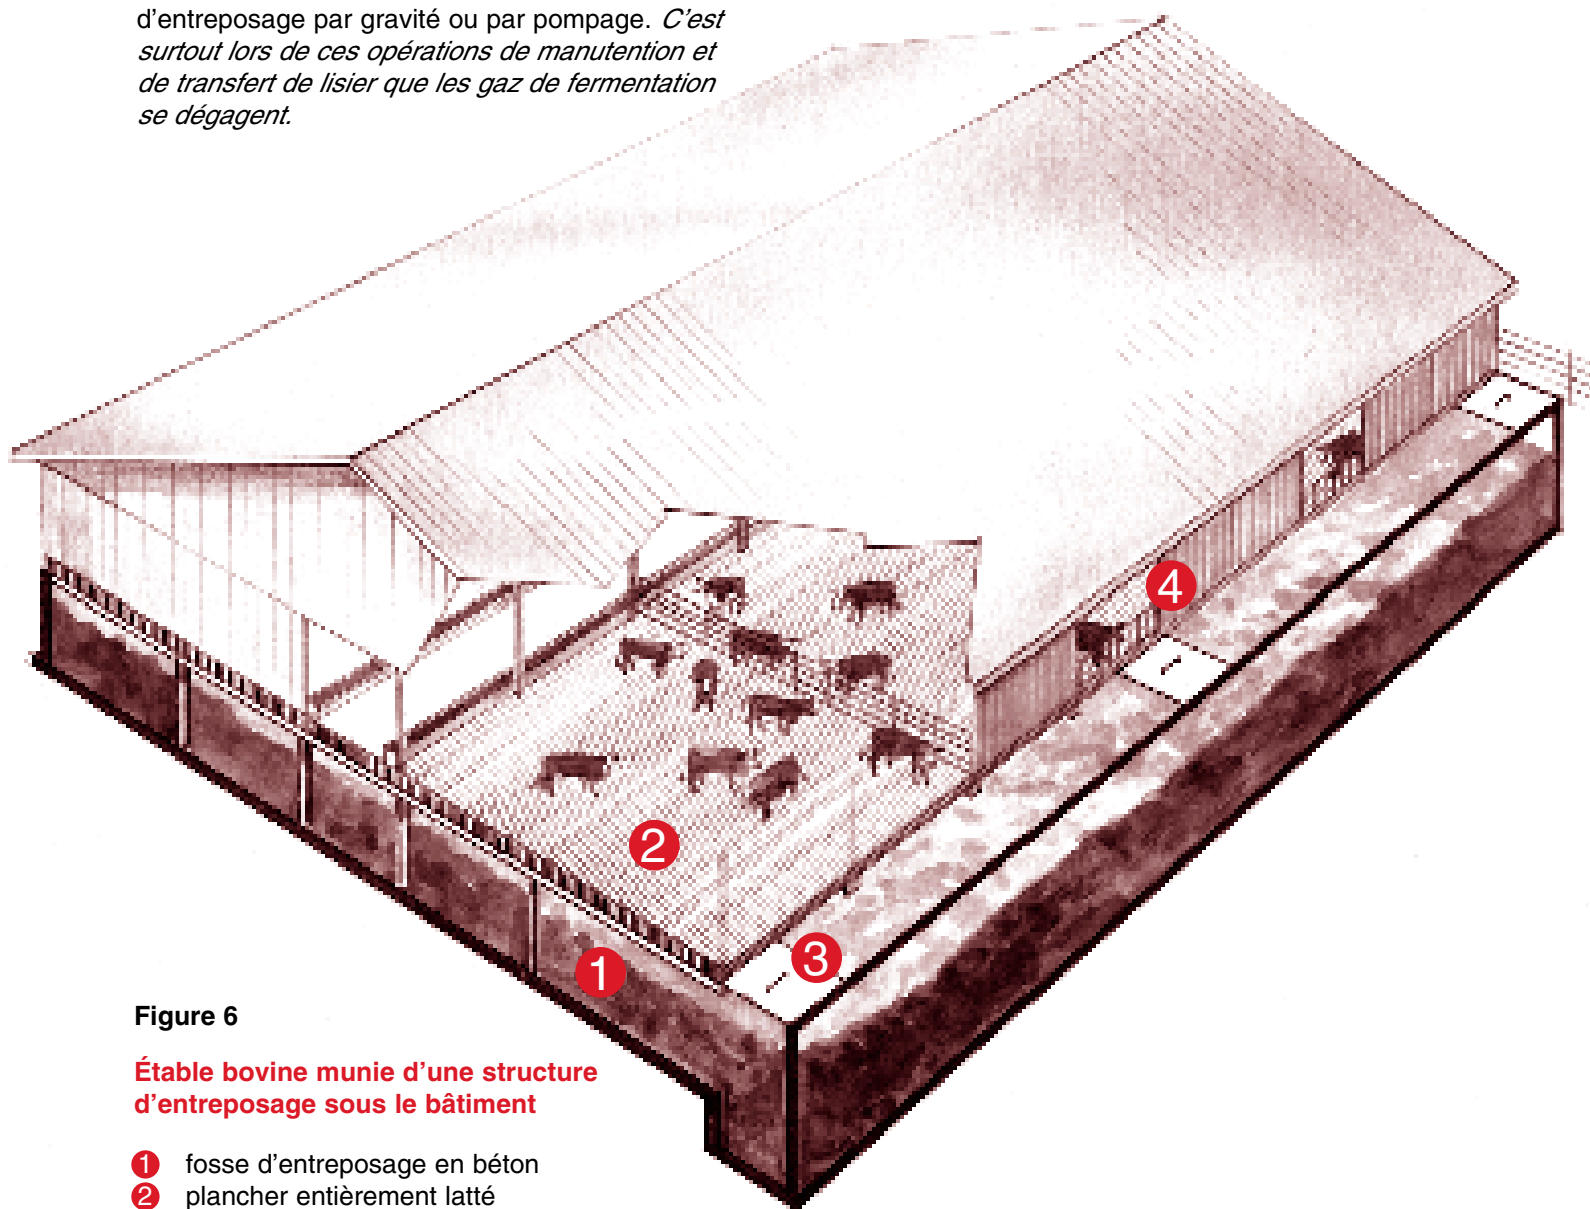 d'entreposage par gravité ou par pompage. C'est
surtout lors de ces opérations de manutention et
de transfert de lisier que les gaz de fermentation
se dégagent.
4
2
3
1
Figure 6
Étable bovine munie d'une structure
d'entreposage sous le bâtiment
1 fosse d'entreposage en béton
2 plancher entièrement latté